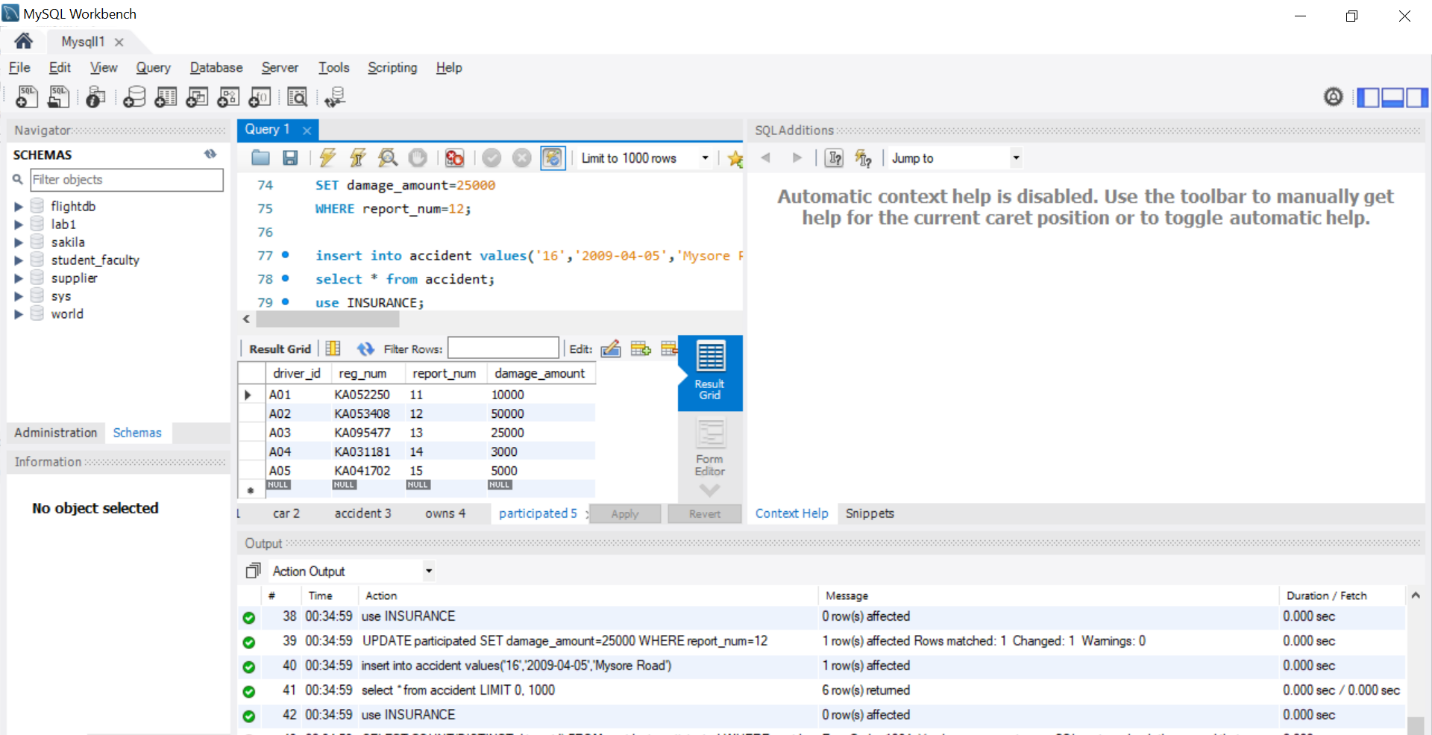 MySQL Workbench
Mysqll1
File Edit View Query Database Server Tools Scripting Help
Navigator
SCHEMAS
Filter objects
flightdb
lab1
sakila
student_faculty
supplier
sys
world
Administration Schemas
Information
No object selected
Query 1
Limit to 1000 rows
74 SET damage_amount=25000
75 WHERE report_num=12;
76
77 insert into accident values('16','2009-04-05','Mysore
78 select * from accident;
79 use INSURANCE;
Result Grid Filter Rows: Edit:
driver_id reg_num report_num damage_amount
A01 KA052250 11 10000
A02 KA053408 12 50000
A03 KA095477 13 25000
A04 KA031181 14 3000
A05 KA041702 15 5000
NULL NULL NULL NULL
Result Grid
Form Editor
car 2 accident 3 owns 4 participated 5 Apply Revert
SQLAdditions
Jump to
Automatic context help is disabled. Use the toolbar to manually get
help for the current caret position or to toggle automatic help.
Context Help Snippets
Output
Action Output
# Time Action Message Duration / Fetch
38 00:34:59 use INSURANCE 0 row(s) affected 0.000 sec
39 00:34:59 UPDATE participated SET damage_amount=25000 WHERE report_num=12 1 row(s) affected Rows matched: 1 Changed: 1 Warnings: 0 0.000 sec
40 00:34:59 insert into accident values('16','2009-04-05','Mysore Road') 1 row(s) affected 0.000 sec
41 00:34:59 select * from accident LIMIT 0, 1000 6 row(s) returned 0.000 sec / 0.000 sec
42 00:34:59 use INSURANCE 0 row(s) affected 0.000 sec